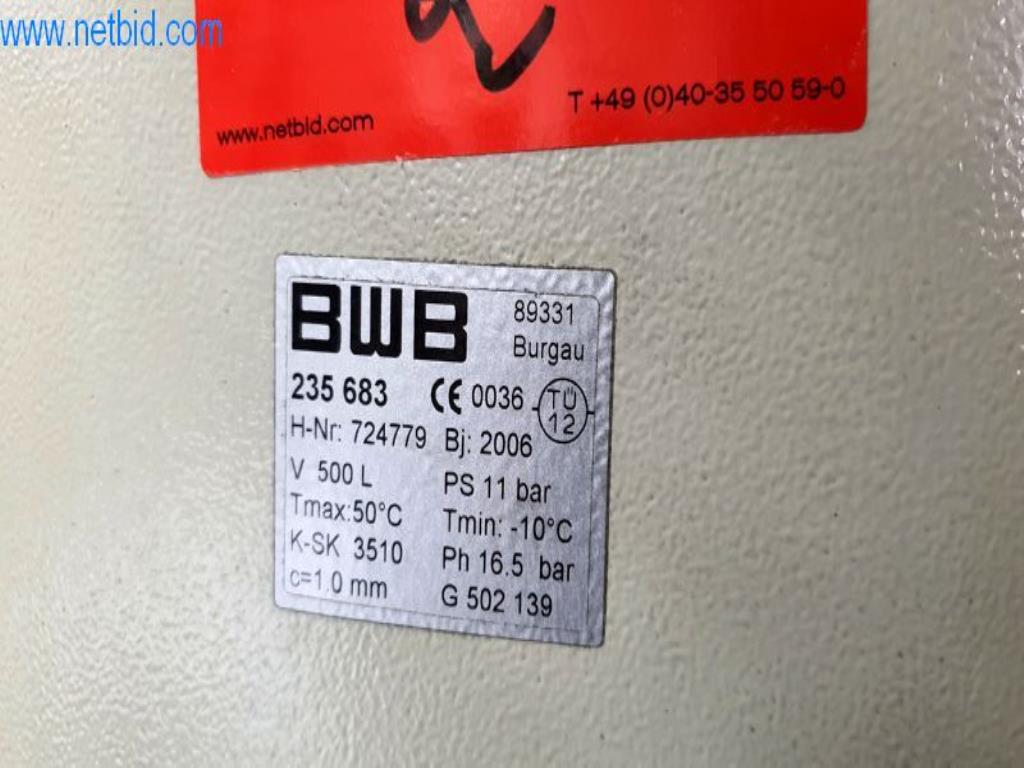 www.netbid.com
www.netbid.com
T +49 (0)40-35 50 59-0
BWB
89331
Burgau
235 683 CE 0036 TÜ 12
H-Nr: 724779 Bj: 2006
V 500 L PS 11 bar
Tmax:50°C Tmin: -10°C
K-SK 3510 Ph 16.5 bar
c=1.0 mm G 502 139